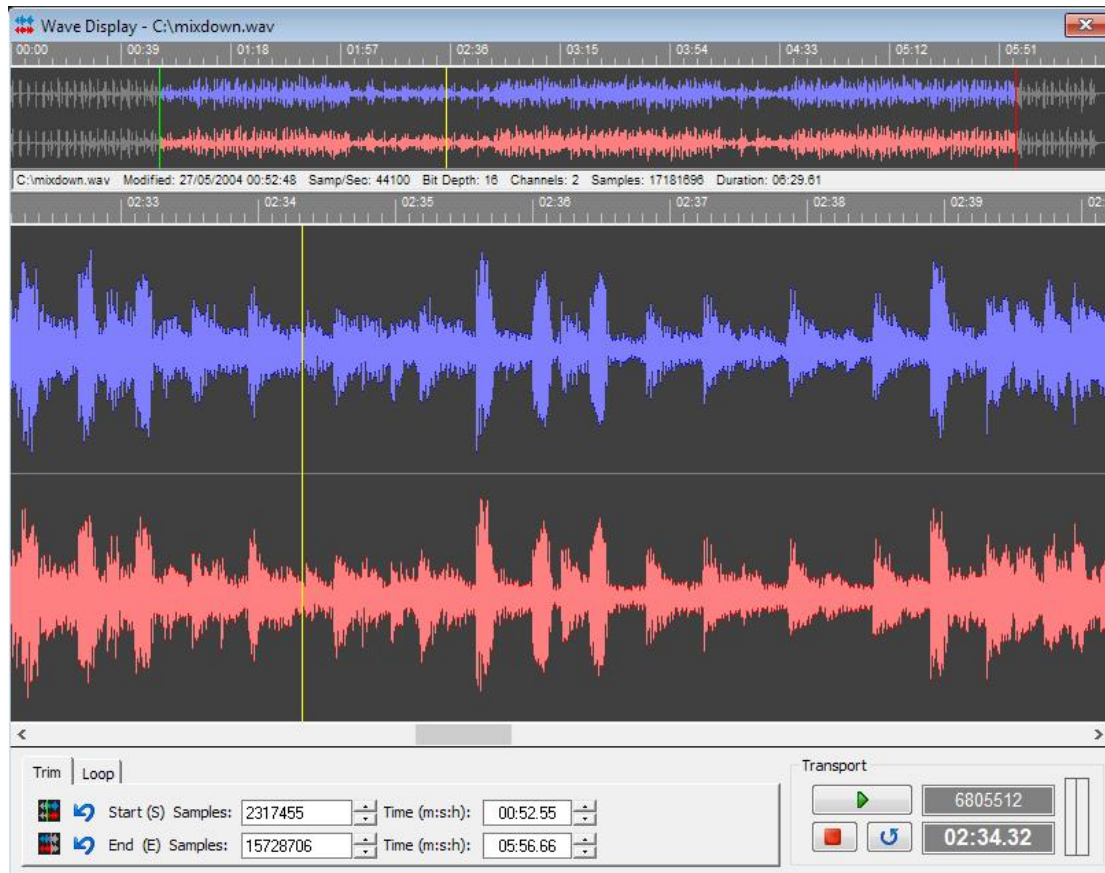 Wave Display - C:\mixdown.wav
00:00 00:39 01:18 01:57 02:36 03:15 03:54 04:33 05:12 05:51
C:\mixdown.wav Modified: 27/05/2004 00:52:48 Samp/Sec: 44100 Bit Depth: 16 Channels: 2 Samples: 17181696 Duration: 06:29.61
02:33 02:34 02:35 02:36 02:37 02:38 02:39 02:
Trim Loop
Start (S) Samples: 2317455 Time (m:s:h): 00:52.55
End (E) Samples: 15728706 Time (m:s:h): 05:56.66
Transport
6805512
02:34.32